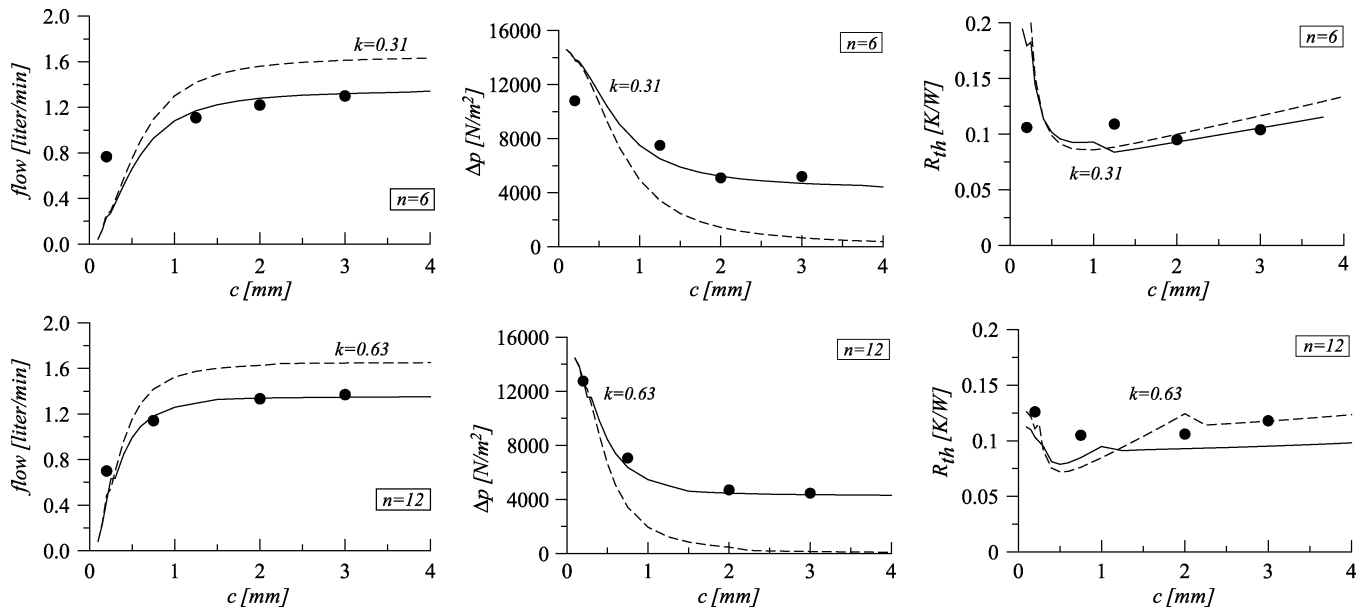 2.0
1.6
1.2
0.8
0.4
0.0
flow [liter/min]
k=0.31
n=6
0 1 2 3 4
c [mm]
16000
12000
8000
4000
0
Δp [N/m²]
n=6
k=0.31
0 1 2 3 4
c [mm]
0.2
0.15
0.1
0.05
0
Rth [K/W]
n=6
k=0.31
0 1 2 3 4
c [mm]
2.0
1.6
1.2
0.8
0.4
0.0
flow [liter/min]
k=0.63
n=12
0 1 2 3 4
c [mm]
16000
12000
8000
4000
0
Δp [N/m²]
n=12
k=0.63
0 1 2 3 4
c [mm]
0.2
0.15
0.1
0.05
0
Rth [K/W]
n=12
k=0.63
0 1 2 3 4
c [mm]